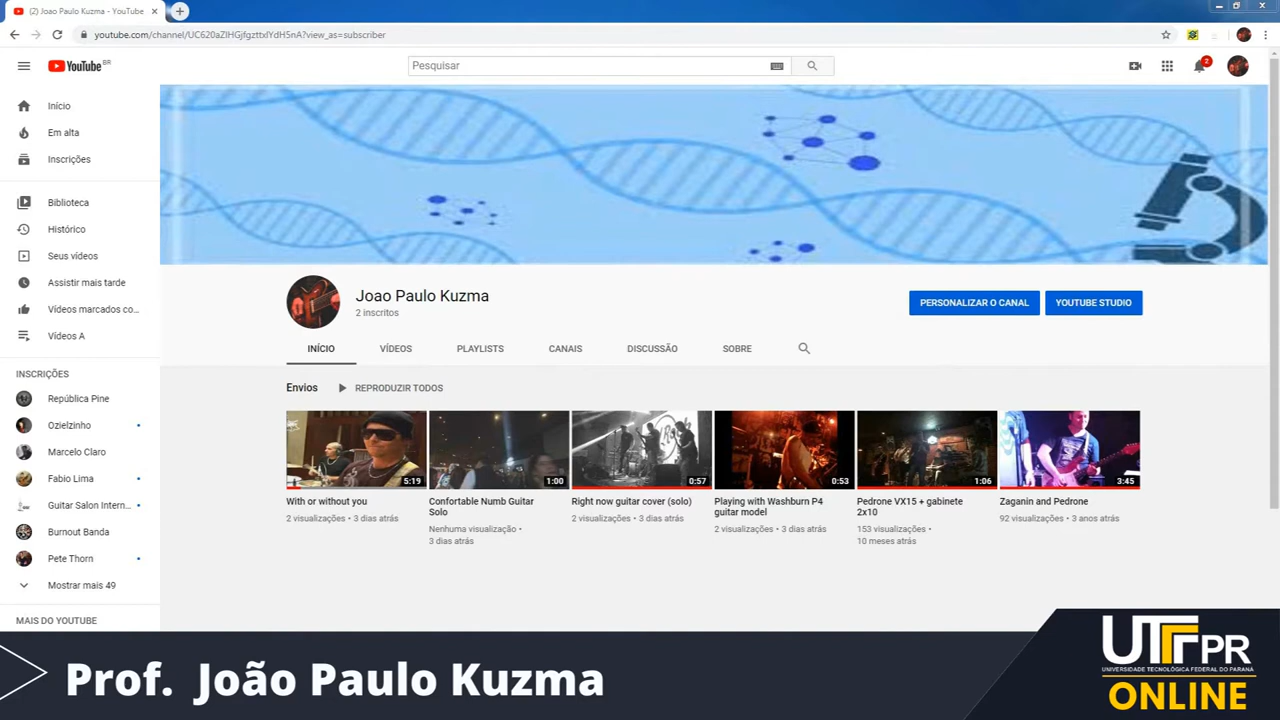 (2) Joao Paulo Kuzma - YouTube
youtube.com/channel/UC620aZIHGjfgzttxlYdH5nA?view_as=subscriber
YouTube BR
Pesquisar
2
Início
Em alta
Inscrições
Biblioteca
Histórico
Seus vídeos
Assistir mais tarde
Vídeos marcados co...
Vídeos A
INSCRIÇÕES
República Pine
Ozielzinho
Marcelo Claro
Fabio Lima
Guitar Salon Intern...
Burnout Banda
Pete Thorn
Mostrar mais 49
MAIS DO YOUTUBE
Joao Paulo Kuzma
2 inscritos
PERSONALIZAR O CANAL
YOUTUBE STUDIO
INÍCIO VÍDEOS PLAYLISTS CANAIS DISCUSSÃO SOBRE
Envios REPRODUZIR TODOS
5:19
With or without you
2 visualizações • 3 dias atrás
1:00
Confortable Numb Guitar
Solo
Nenhuma visualização •
3 dias atrás
0:57
Right now guitar cover (solo)
2 visualizações • 3 dias atrás
0:53
Playing with Washburn P4
guitar model
2 visualizações • 3 dias atrás
1:06
Pedrone VX15 + gabinete
2x10
153 visualizações •
10 meses atrás
3:45
Zaganin and Pedrone
92 visualizações • 3 anos atrás
Prof. João Paulo Kuzma
UTFPR
UNIVERSIDADE TECNOLÓGICA FEDERAL DO PARANÁ
ONLINE